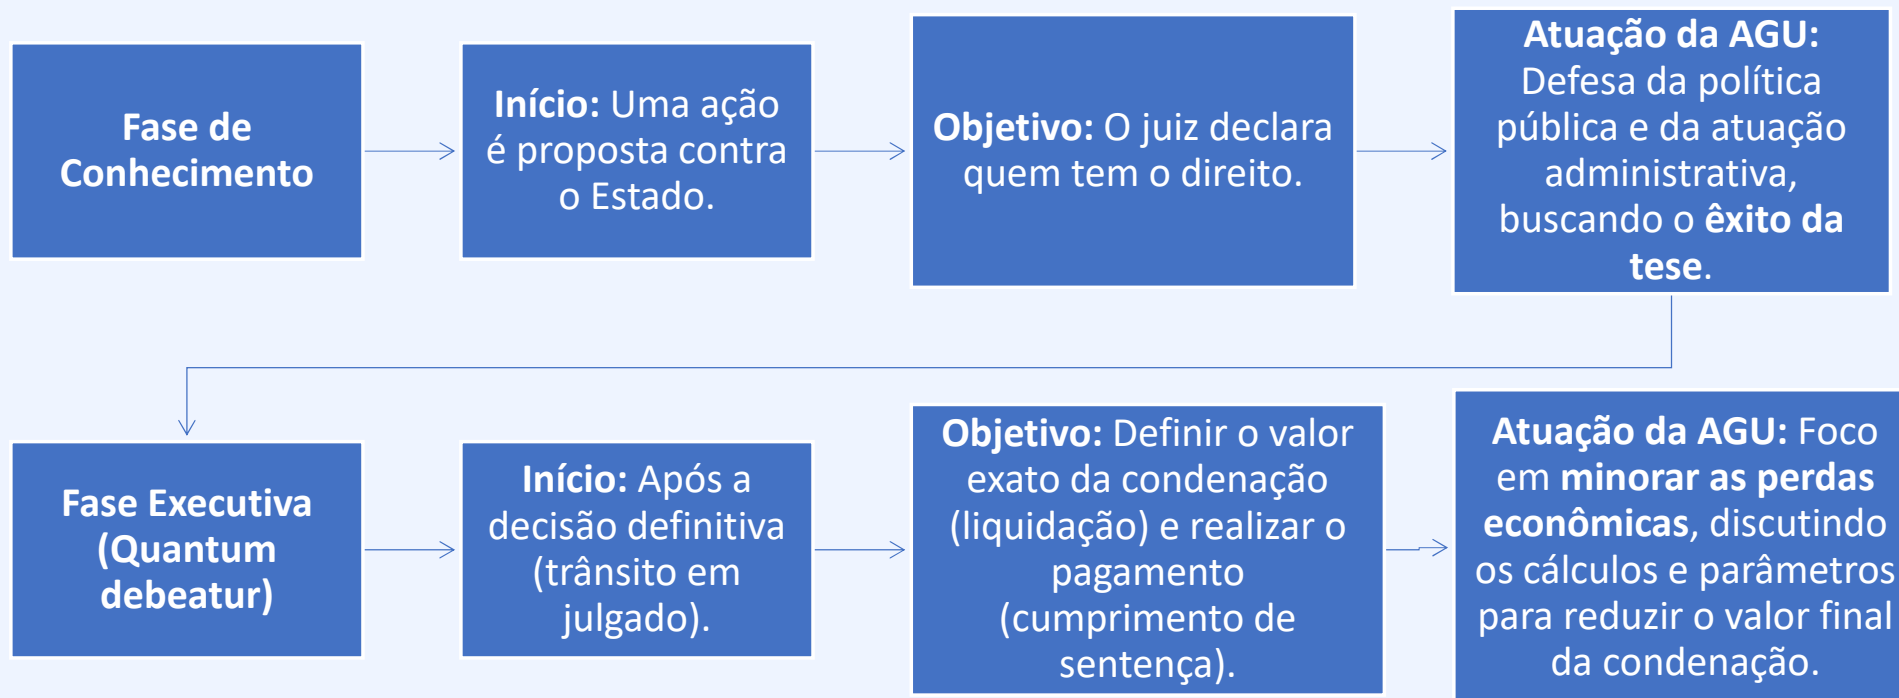 Fase de
Conhecimento
Início: Uma ação
é proposta contra
o Estado.
Objetivo: O juiz declara
quem tem o direito.
Atuação da AGU:
Defesa da política
pública e da atuação
administrativa,
buscando o êxito da
tese.
Fase Executiva
(Quantum
debeatur)
Início: Após a
decisão definitiva
(trânsito em
julgado).
Objetivo: Definir o valor
exato da condenação
(liquidação) e realizar o
pagamento
(cumprimento de
sentença).
Atuação da AGU: Foco
em minorar as perdas
econômicas, discutindo
os cálculos e parâmetros
para reduzir o valor final
da condenação.